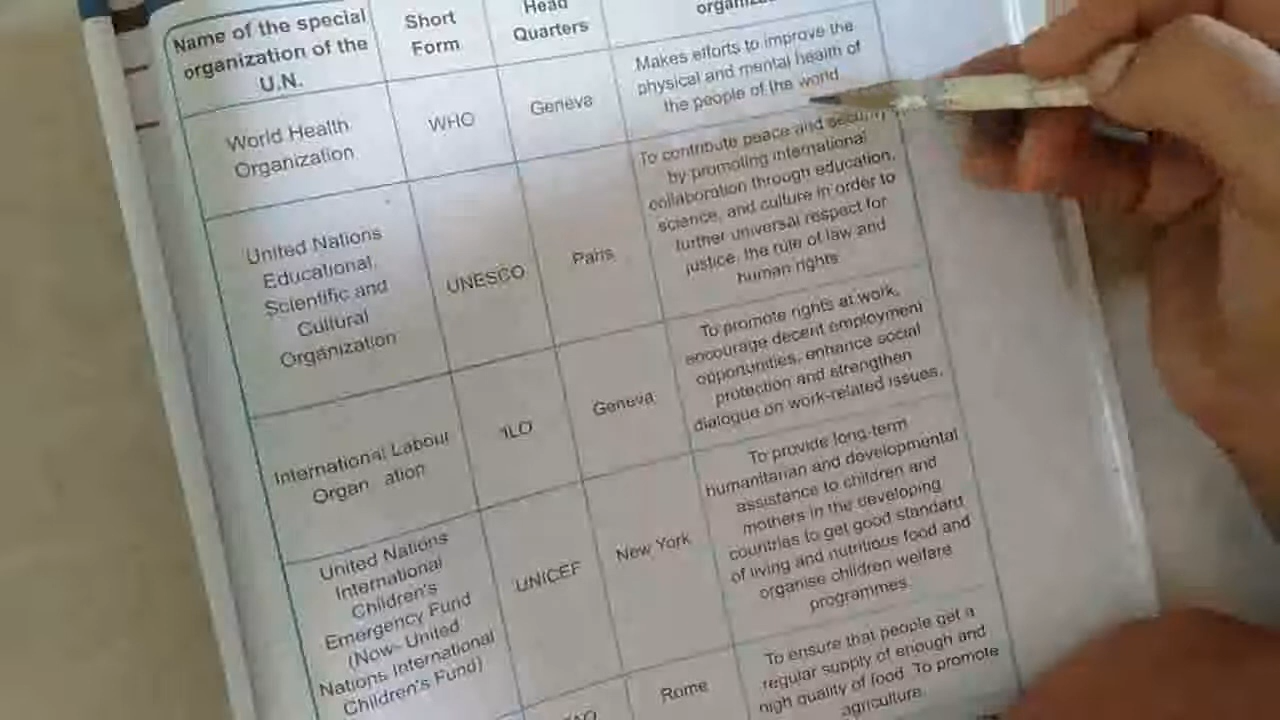 Name of the special
organization of the
U.N.
Short
Form
Head
Quarters
World Health
Organization
WHO
Geneva
Makes efforts to improve the
physical and mental health of
the people of the world
United Nations
Educational,
Scientific and
Cultural
Organization
UNESCO
Paris
To contribute peace and security
by promoting international
collaboration through education,
science, and culture in order to
further universal respect for
justice, the rule of law and
human rights
International Labour
Organ ation
ILO
Geneva
To promote rights at work,
encourage decent employment
opportunities, enhance social
protection and strengthen
dialogue on work-related issues.
United Nations
International
Children's
Emergency Fund
(Now- United
Nations International
Children's Fund)
UNICEF
New York
To provide long-term
humanitarian and developmental
assistance to children and
mothers in the developing
countries to get good standard
of living and nutritious food and
organise children welfare
programmes.
Rome
To ensure that people get a
regular supply of enough and
high quality of food. To promote
agriculture.